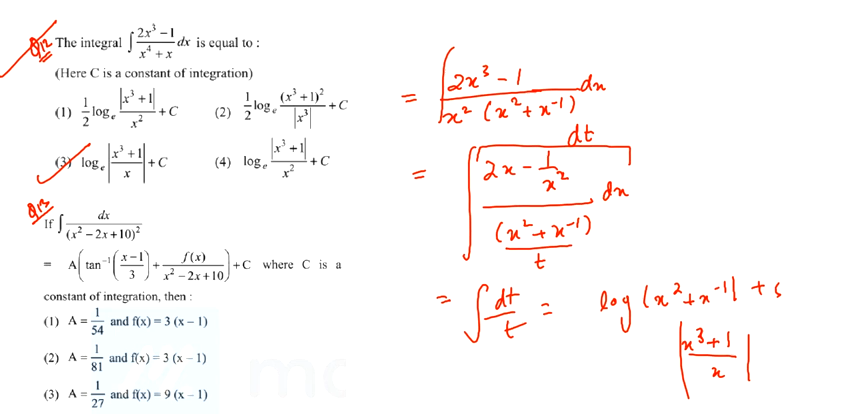 Q12 The integral ∫ (2x³ − 1)/(x⁴ + x) dx is equal to :
(Here C is a constant of integration)
(1) 1/2 logₑ |x³ + 1|/x² + C (2) 1/2 logₑ (x³ + 1)²/|x³| + C
(3) logₑ |(x³ + 1)/x| + C (4) logₑ |x³ + 1|/x² + C
Q13
If ∫ dx/(x² − 2x + 10)²
= A( tan⁻¹((x − 1)/3) + f(x)/(x² − 2x + 10) ) + C where C is a
constant of integration, then :
(1) A = 1/54 and f(x) = 3 (x − 1)
(2) A = 1/81 and f(x) = 3 (x − 1)
(3) A = 1/27 and f(x) = 9 (x − 1)
= ∫ (2x³ − 1)/(x² (x² + x⁻¹)) dx
dt
= ∫ (2x − 1/x²)/(x² + x⁻¹) dx
t
= ∫ dt/t = log |x² + x⁻¹| + c
|(x³ + 1)/x|